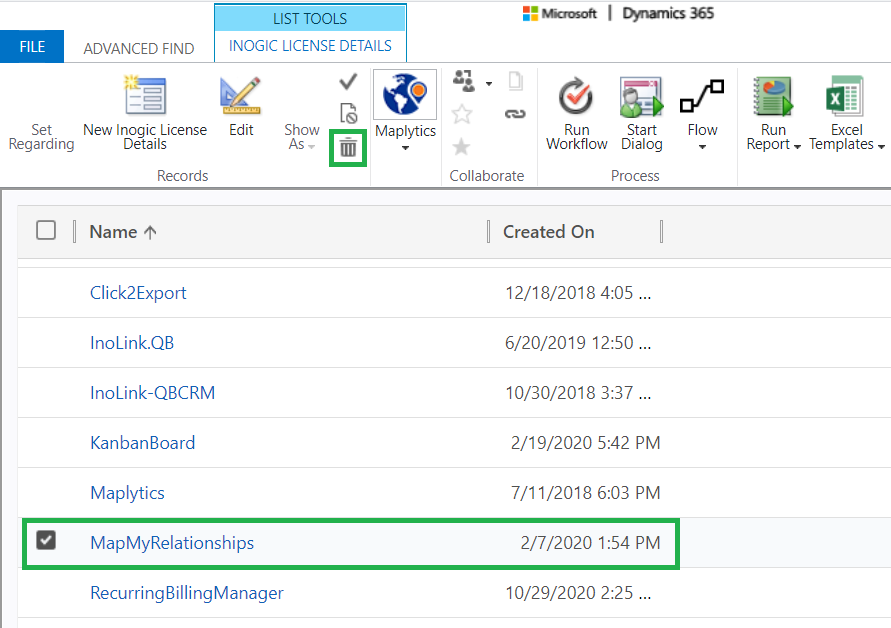 Microsoft | Dynamics 365
LIST TOOLS
FILE
ADVANCED FIND
INOGIC LICENSE DETAILS
Set
Regarding
New Inogic License
Details
Edit
Show
As
Records
Maplytics
Collaborate
Run
Workflow
Start
Dialog
Flow
Process
Run
Report
Excel
Templates
Name
Created On
Click2Export 12/18/2018 4:05 ...
InoLink.QB 6/20/2019 12:50 ...
InoLink-QBCRM 10/30/2018 3:37 ...
KanbanBoard 2/19/2020 5:42 PM
Maplytics 7/11/2018 6:03 PM
MapMyRelationships 2/7/2020 1:54 PM
RecurringBillingManager 10/29/2020 2:25 ...